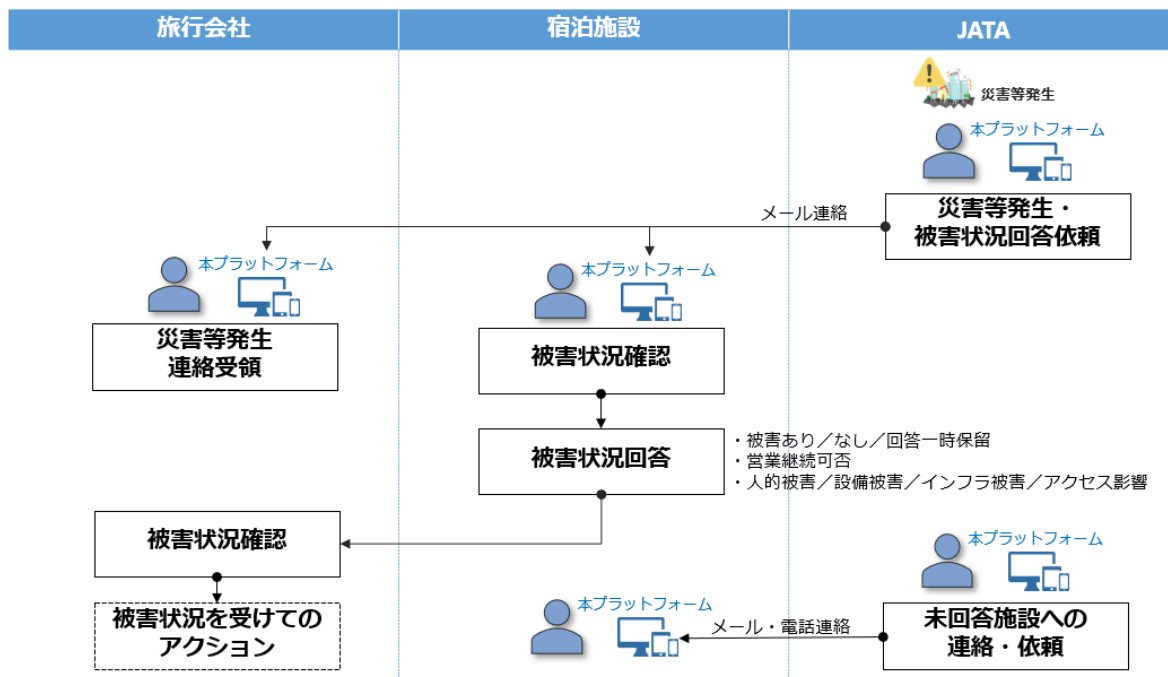 旅行会社
宿泊施設
JATA
災害等発生
本プラットフォーム
災害等発生・
被害状況回答依頼
メール連絡
本プラットフォーム
災害等発生
連絡受領
本プラットフォーム
被害状況確認
被害状況回答
・被害あり／なし／回答一時保留
・営業継続可否
・人的被害／設備被害／インフラ被害／アクセス影響
被害状況確認
被害状況を受けての
アクション
本プラットフォーム
未回答施設への
連絡・依頼
メール・電話連絡
本プラットフォーム